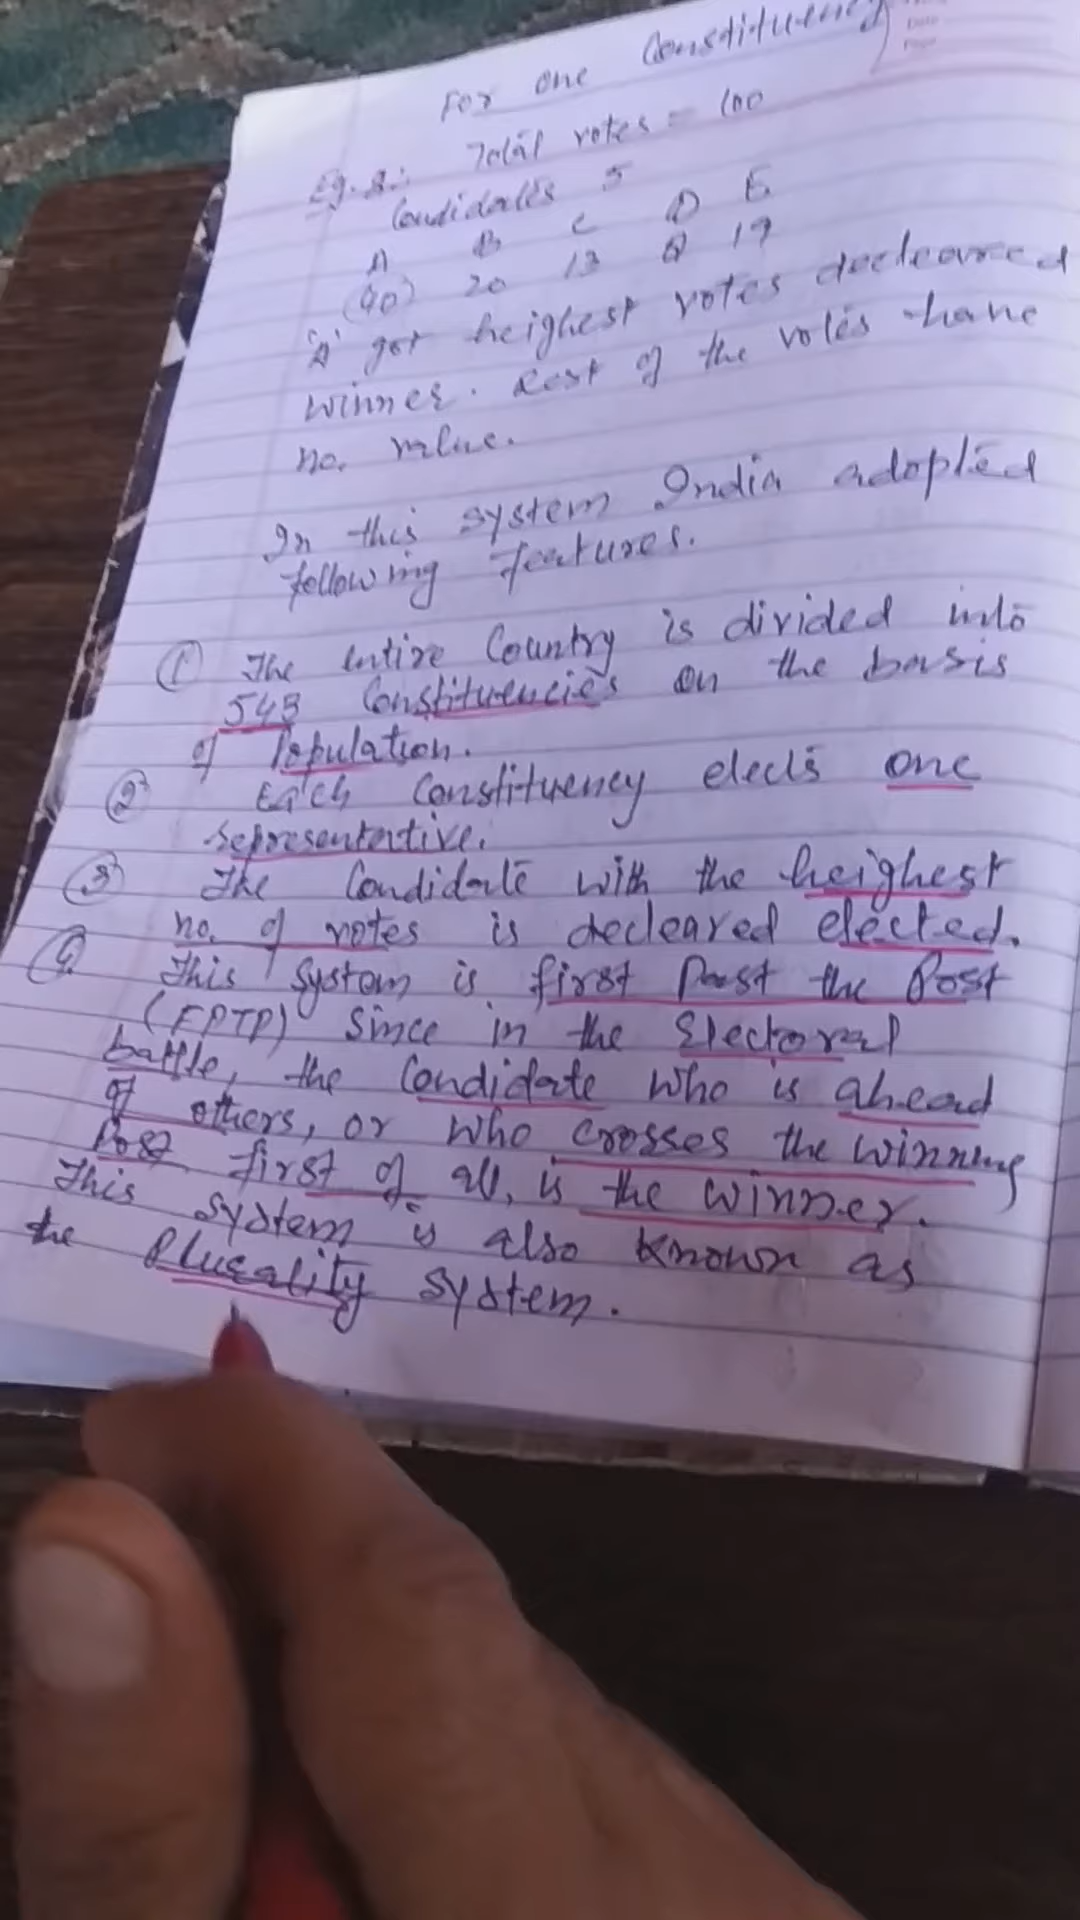 For one Constituency
Eg. 2:- Total votes = 100
Candidates 5
A B C D E
(40) 20 13 8 19
'A' got heighest votes decleared
winner. Rest of the votes have
no. value.
In this system India adopted
following features.
① The entire Country is divided into
543 Constituencies on the basis
of Population.
② Each Constituency elects one
representative.
③ The Candidate with the heighest
no. of votes is decleared elected.
④ This system is first Past the Post
(FPTP) Since in the Electoral
battle, the Candidate who is ahead
of others, or who crosses the winning
Post first of all, is the winner.
This system is also known as
the Plurality system.